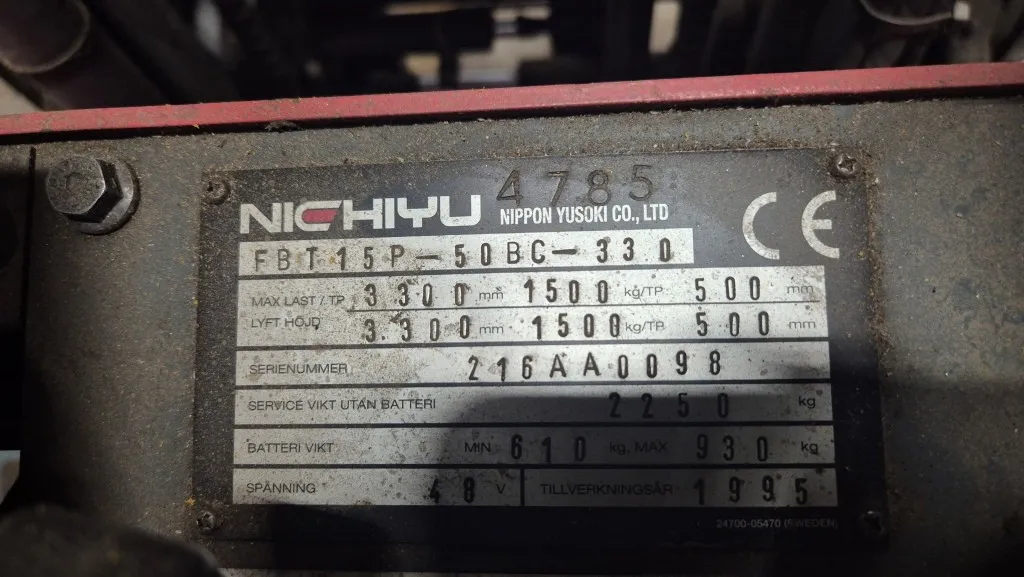 4785
NICHIYU NIPPON YUSOKI CO., LTD CE
FBT15P-50BC-330
MAX LAST / TP 3300 mm 1500 kg/TP 500 mm
LYFT HÖJD 3300 mm 1500 kg/TP 500 mm
SERIENUMMER 216AA0098
SERVICE VIKT UTAN BATTERI 2250 kg
BATTERI VIKT MIN 610 kg, MAX 930 kg
SPÄNNING 48 V TILLVERKNINGSÅR 1995
24700-05470 (SWEDEN)